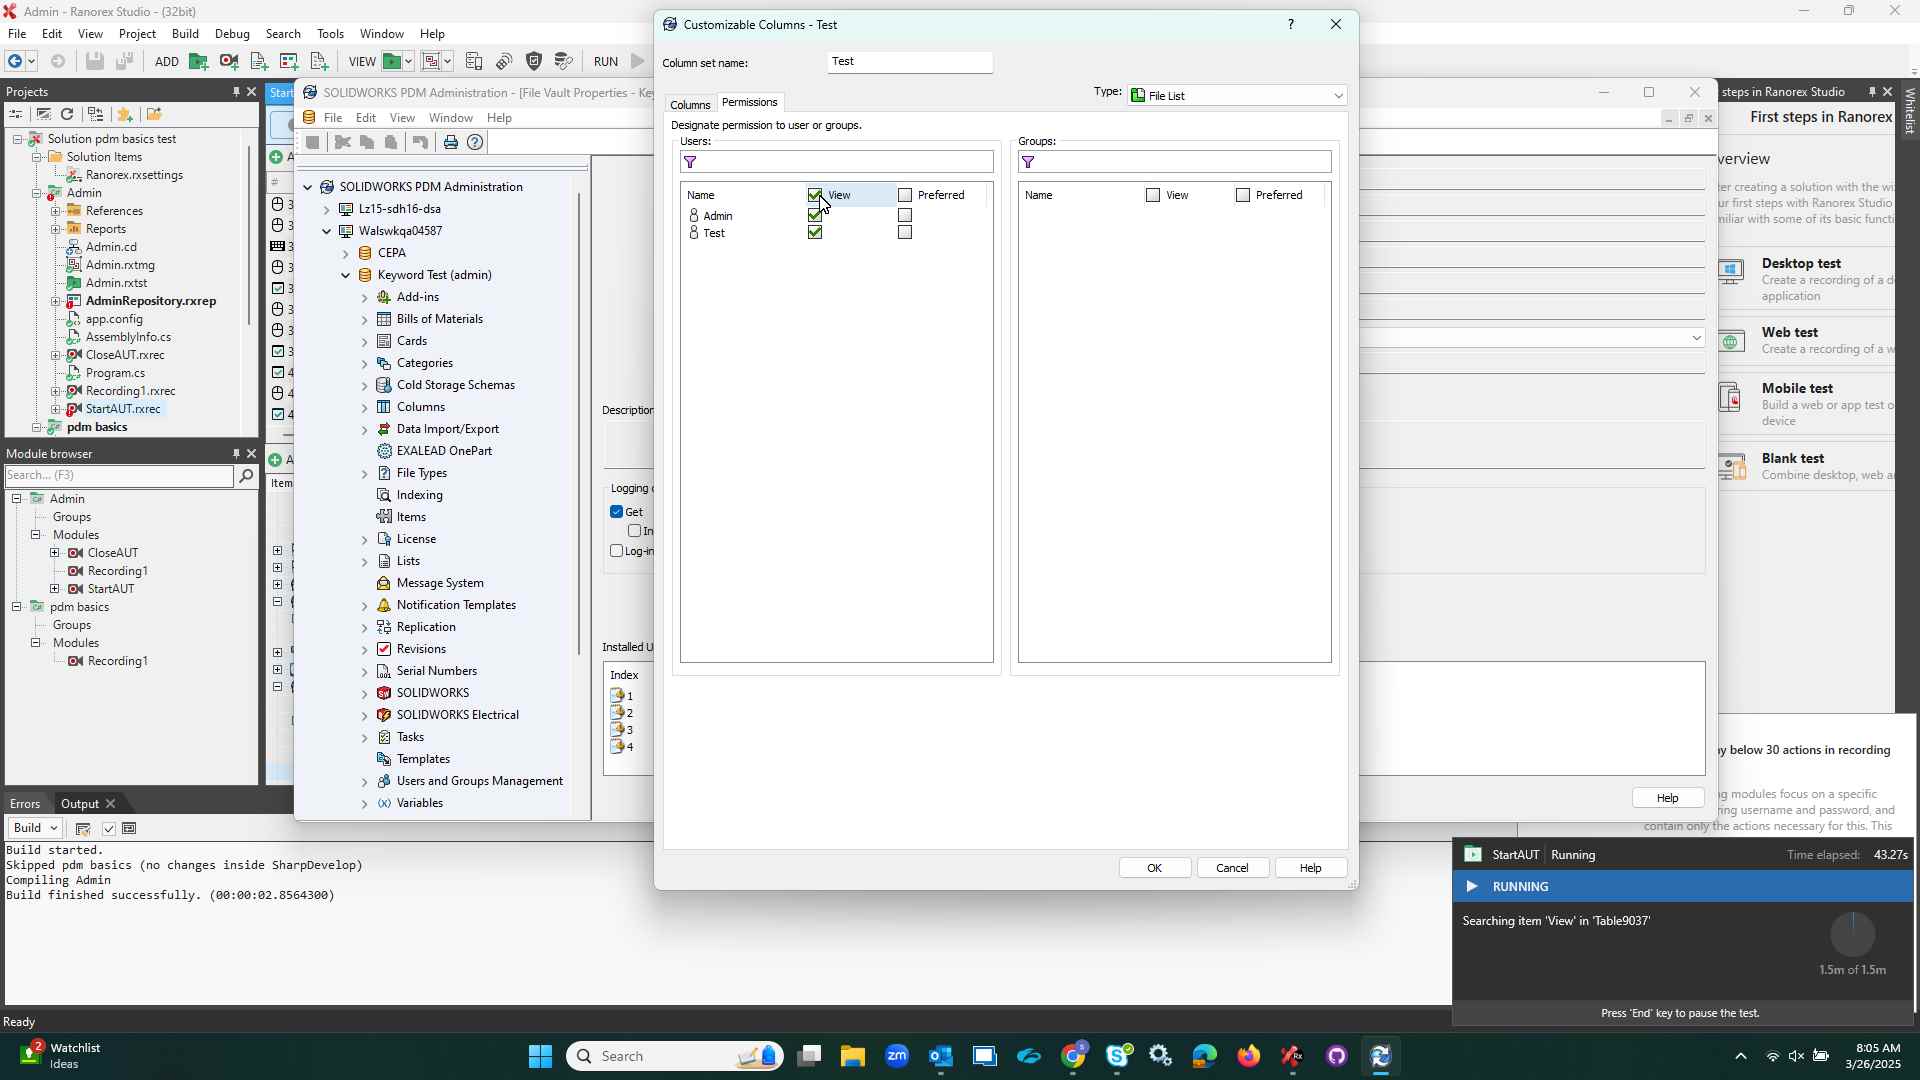 Admin - Ranorex Studio - (32bit)
File Edit View Project Build Debug Search Tools Window Help
ADD VIEW RUN
Projects
Solution pdm basics test
Solution Items
Ranorex.rxsettings
Admin
References
Reports
Admin.cd
Admin.rxtmg
Admin.rxtst
AdminRepository.rxrep
app.config
AssemblyInfo.cs
CloseAUT.rxrec
Program.cs
Recording1.rxrec
StartAUT.rxrec
pdm basics
Module browser
Search... (F3)
Admin
Groups
Modules
CloseAUT
Recording1
StartAUT
pdm basics
Groups
Modules
Recording1
Errors Output
Build
Build started.
Skipped pdm basics (no changes inside SharpDevelop)
Compiling Admin
Build finished successfully. (00:00:02.8564300)
Ready
Start
#
Item
SOLIDWORKS PDM Administration - [File Vault Properties - Key
File Edit View Window Help
SOLIDWORKS PDM Administration
Lz15-sdh16-dsa
Walswkqa04587
CEPA
Keyword Test (admin)
Add-ins
Bills of Materials
Cards
Categories
Cold Storage Schemas
Columns
Data Import/Export
EXALEAD OnePart
File Types
Indexing
Items
License
Lists
Message System
Notification Templates
Replication
Revisions
Serial Numbers
SOLIDWORKS
SOLIDWORKS Electrical
Tasks
Templates
Users and Groups Management
Variables
Description
Logging
Get
In
Log-in
Installed U
Index
1
2
3
4
Help
Customizable Columns - Test
Column set name: Test
Type: File List
Columns Permissions
Designate permission to user or groups.
Users:
Name View Preferred
Admin
Test
Groups:
Name View Preferred
OK Cancel Help
steps in Ranorex Studio
Whitelist
First steps in Ranorex
verview
ter creating a solution with the wi
ur first steps with Ranorex Studio
miliar with some of its basic functi
Desktop test
Create a recording of a d
application
Web test
Create a recording of a w
Mobile test
Build a web or app test o
device
Blank test
Combine desktop, web a
y below 30 actions in recording
g modules focus on a specific
ring username and password, and
contain only the actions necessary for this. This
StartAUT Running Time elapsed: 43.27s
RUNNING
Searching item 'View' in 'Table9037'
1.5m of 1.5m
Press 'End' key to pause the test.
2
Watchlist
Ideas
Search
zm
8:05 AM
3/26/2025